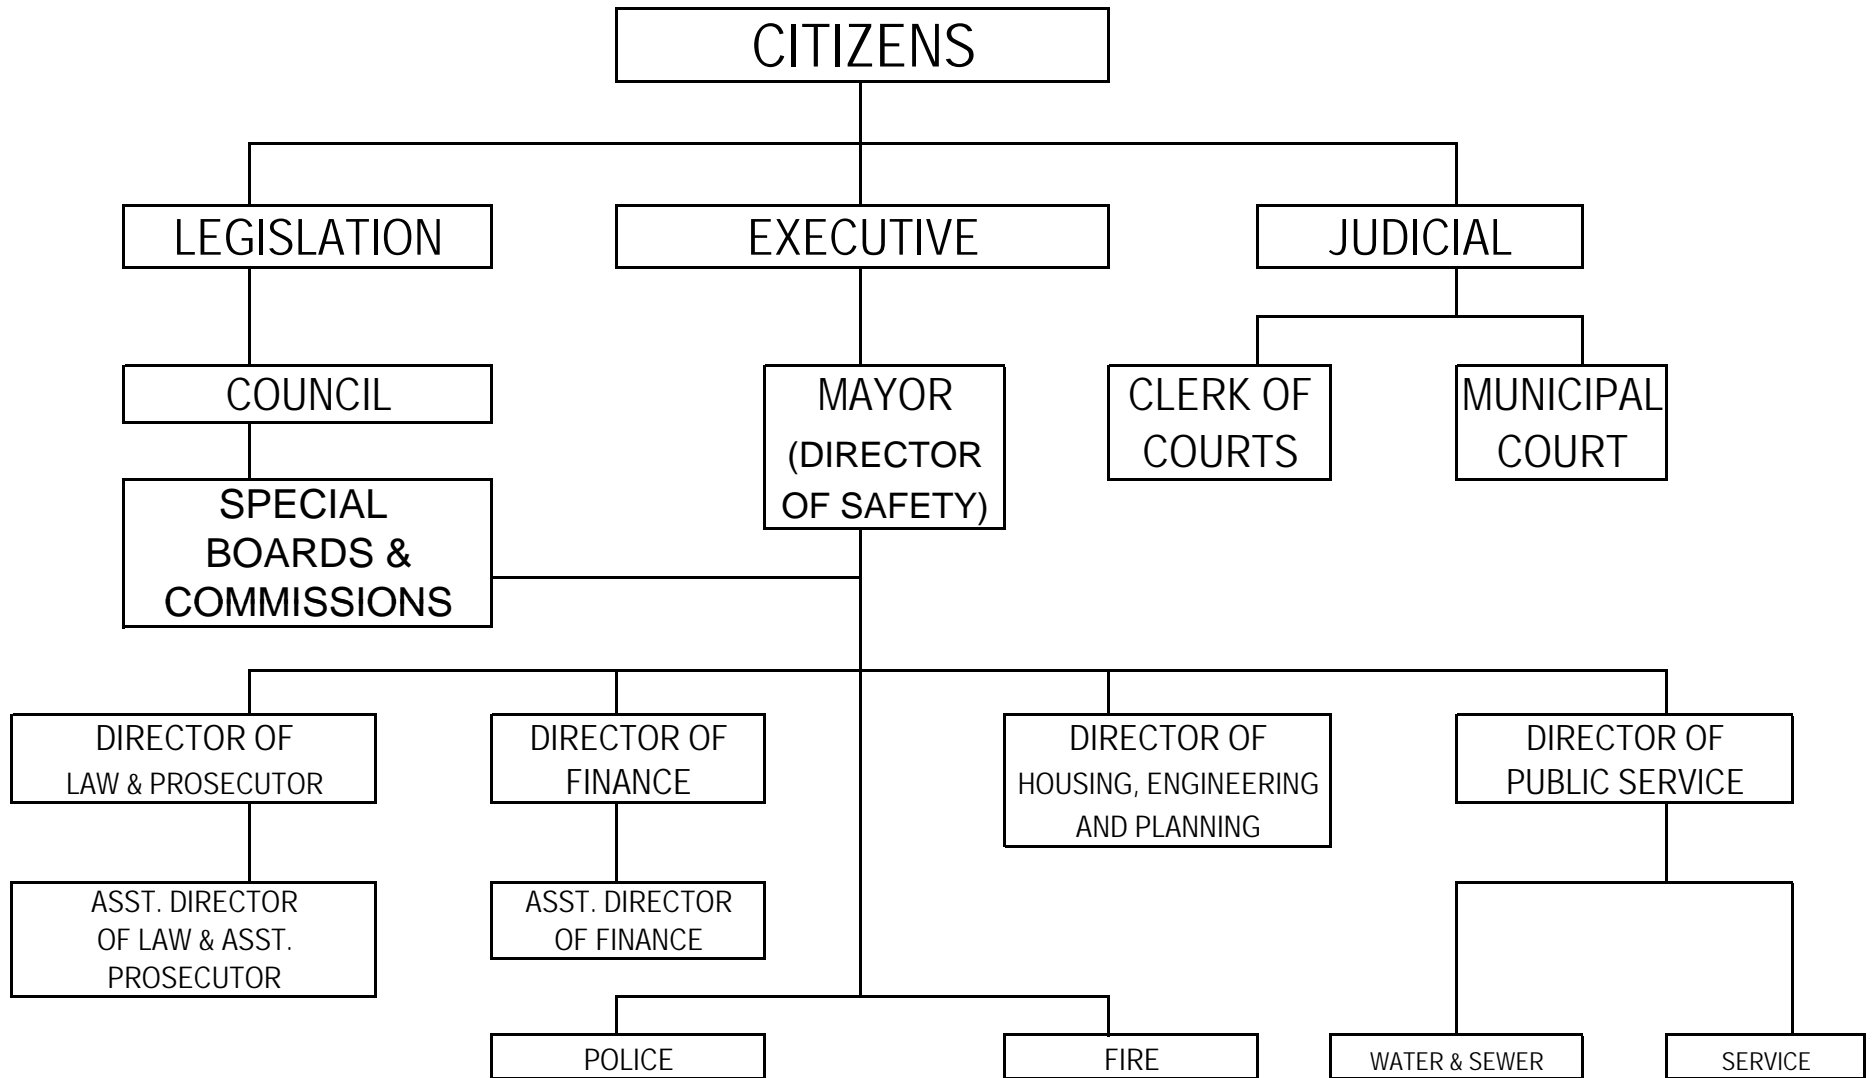 CITIZENS
LEGISLATION
EXECUTIVE
JUDICIAL
COUNCIL
MAYOR
(DIRECTOR
OF SAFETY)
CLERK OF
COURTS
MUNICIPAL
COURT
SPECIAL
BOARDS &
COMMISSIONS
DIRECTOR OF
LAW & PROSECUTOR
DIRECTOR OF
FINANCE
DIRECTOR OF
HOUSING, ENGINEERING
AND PLANNING
DIRECTOR OF
PUBLIC SERVICE
ASST. DIRECTOR
OF LAW & ASST.
PROSECUTOR
ASST. DIRECTOR
OF FINANCE
POLICE
FIRE
WATER & SEWER
SERVICE